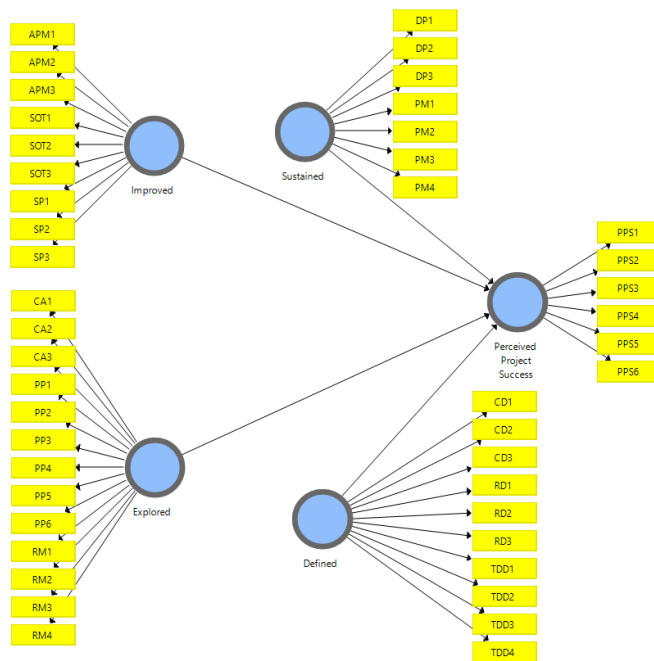 APM1
APM2
APM3
SOT1
SOT2
SOT3
SP1
SP2
SP3
Improved
DP1
DP2
DP3
PM1
PM2
PM3
PM4
Sustained
PPS1
PPS2
PPS3
PPS4
PPS5
PPS6
Perceived
Project
Success
CA1
CA2
CA3
PP1
PP2
PP3
PP4
PP5
PP6
RM1
RM2
RM3
RM4
Explored
CD1
CD2
CD3
RD1
RD2
RD3
TDD1
TDD2
TDD3
TDD4
Defined